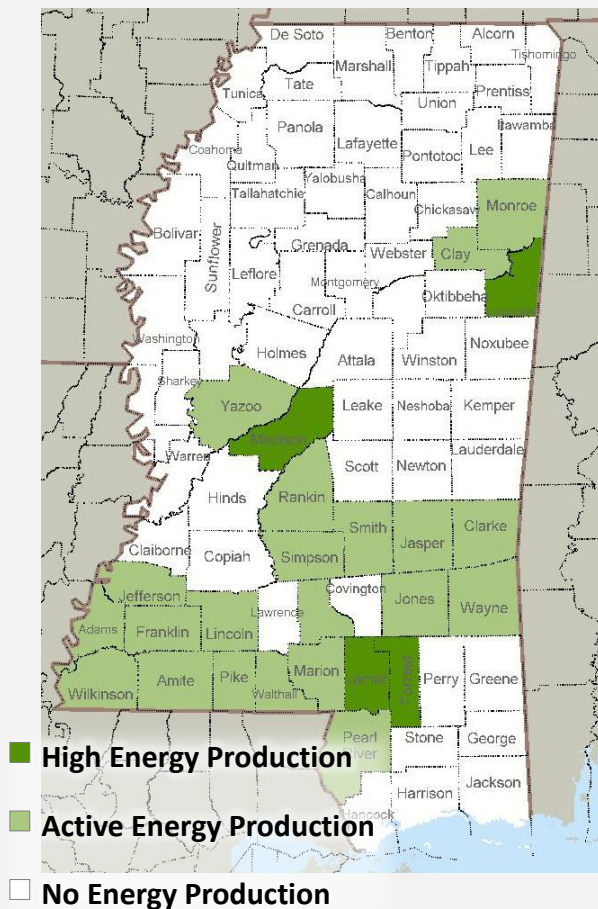 De Soto
Benton
Alcorn
Tishomingo
Marshall
Tippah
Tate
Tunica
Prentiss
Union
Itawamba
Panola
Lafayette
Coahoma
Lee
Pontotoc
Quitman
Yalobusha
Tallahatchie
Calhoun
Monroe
Chickasaw
Bolivar
Sunflower
Grenada
Webster
Clay
Leflore
Montgomery
Oktibbeha
Carroll
Washington
Noxubee
Holmes
Attala
Winston
Sharkey
Yazoo
Leake
Neshoba
Kemper
Madison
Lauderdale
Warren
Scott
Newton
Hinds
Rankin
Smith
Clarke
Jasper
Claiborne
Copiah
Simpson
Covington
Jefferson
Jones
Lawrence
Wayne
Adams
Franklin
Lincoln
Marion
Lamar
Forrest
Perry
Greene
Pike
Amite
Wilkinson
Walthall
Pearl
River
Stone
George
High Energy Production
Jackson
Harrison
Hancock
Active Energy Production
No Energy Production